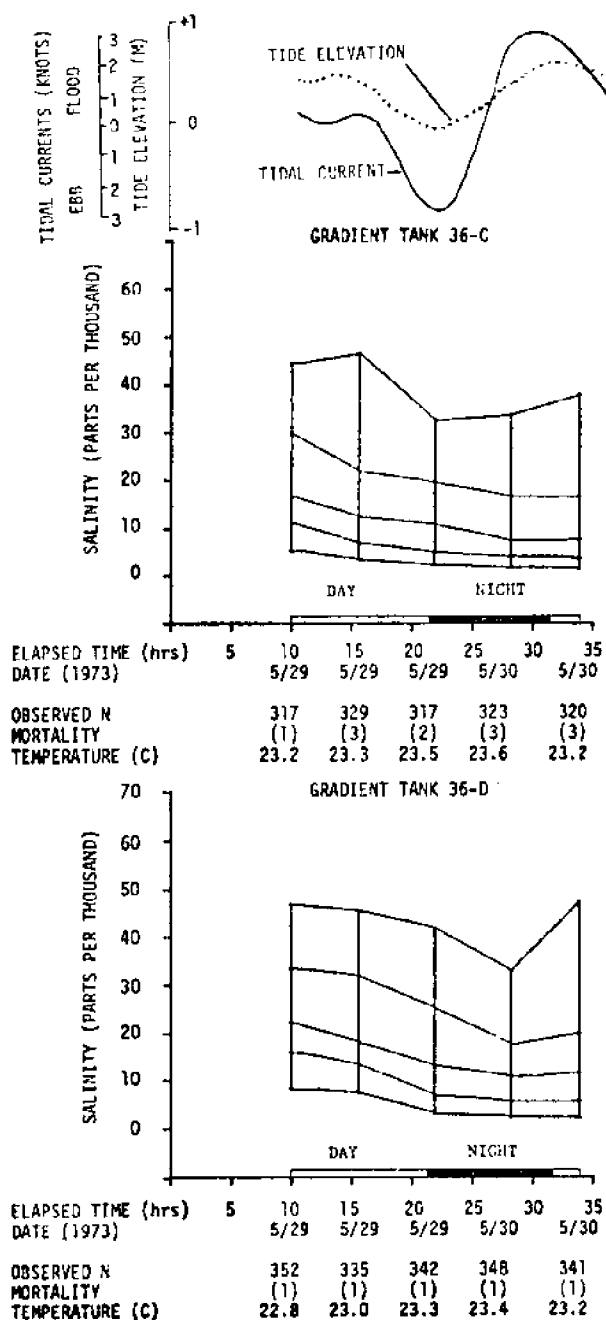 TIDAL CURRENTS (KNOTS)
EBB FLOOD
3
2
1
0
1
2
3
TIDE ELEVATION (M)
+1
0
-1
TIDE ELEVATION
TIDAL CURRENT
GRADIENT TANK 36-C
SALINITY (PARTS PER THOUSAND)
60
50
40
30
20
10
0
DAY NIGHT
ELAPSED TIME (hrs) 5 10 15 20 25 30 35
DATE (1973) 5/29 5/29 5/29 5/30 5/30
OBSERVED N 317 329 317 323 320
MORTALITY (1) (3) (2) (3) (3)
TEMPERATURE (C) 23.2 23.3 23.5 23.6 23.2
GRADIENT TANK 36-D
SALINITY (PARTS PER THOUSAND)
70
60
50
40
30
20
10
0
DAY NIGHT
ELAPSED TIME (hrs) 5 10 15 20 25 30 35
DATE (1973) 5/29 5/29 5/29 5/30 5/30
OBSERVED N 352 335 342 348 341
MORTALITY (1) (1) (1) (1) (1)
TEMPERATURE (C) 22.8 23.0 23.3 23.4 23.2